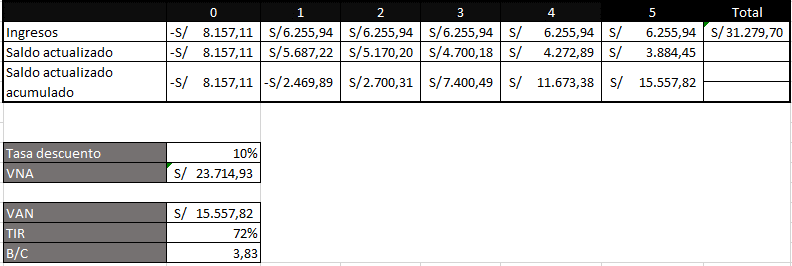 0 1 2 3 4 5 Total
Ingresos -S/ 8.157,11 S/6.255,94 S/6.255,94 S/6.255,94 S/ 6.255,94 S/ 6.255,94 S/31.279,70
Saldo actualizado -S/ 8.157,11 S/5.687,22 S/5.170,20 S/4.700,18 S/ 4.272,89 S/ 3.884,45
Saldo actualizado
acumulado -S/ 8.157,11 -S/2.469,89 S/2.700,31 S/7.400,49 S/ 11.673,38 S/ 15.557,82
Tasa descuento 10%
VNA S/ 23.714,93
VAN S/ 15.557,82
TIR 72%
B/C 3,83